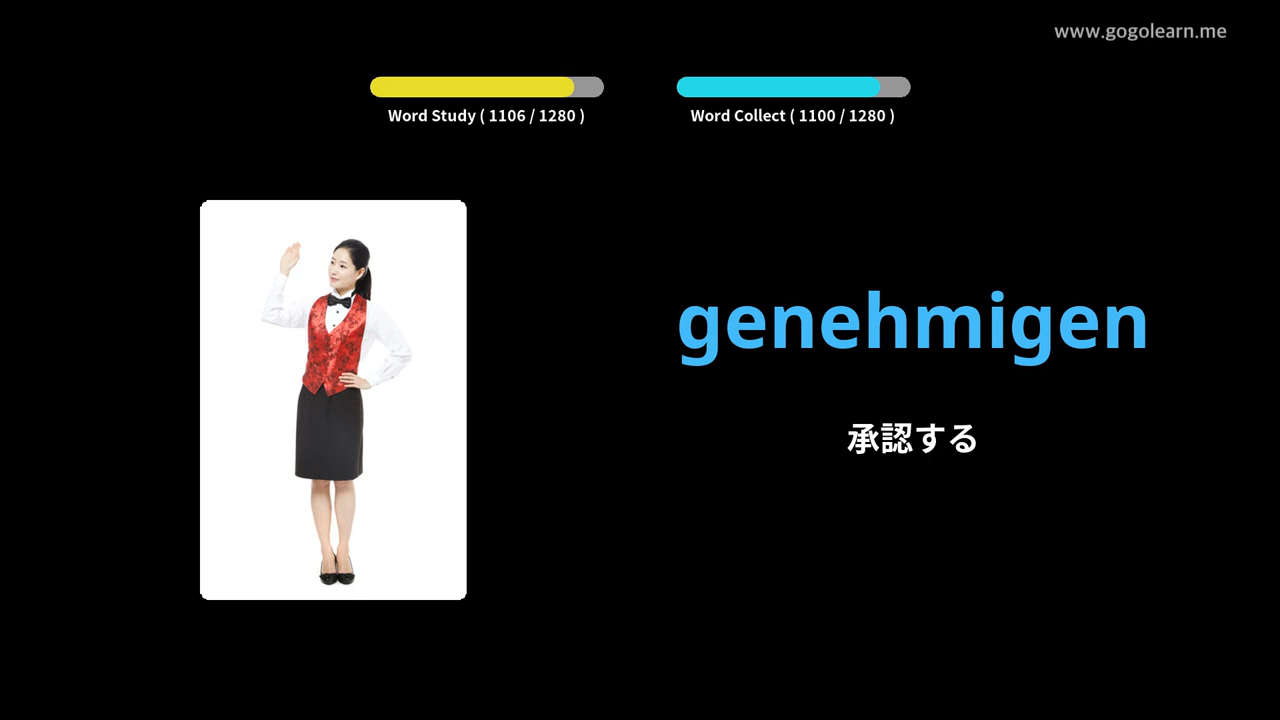 www.gogolearn.me
Word Study ( 1106 / 1280 )
Word Collect ( 1100 / 1280 )
genehmigen
承認する